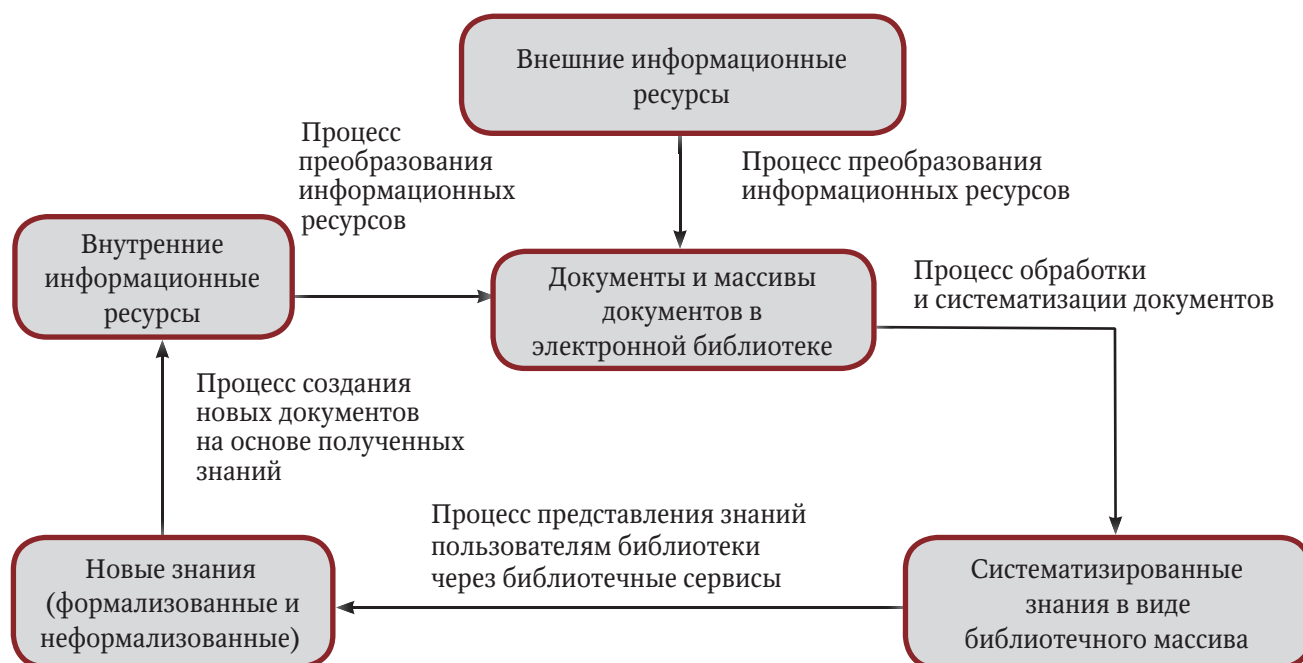 Внешние информационные
ресурсы
Процесс
преобразования
информационных
ресурсов
Процесс преобразования
информационных ресурсов
Внутренние
информационные
ресурсы
Документы и массивы
документов в
электронной библиотеке
Процесс обработки
и систематизации документов
Процесс создания
новых документов
на основе полученных
знаний
Процесс представления знаний
пользователям библиотеки
через библиотечные сервисы
Новые знания
(формализованные и
неформализованные)
Систематизированные
знания в виде
библиотечного массива